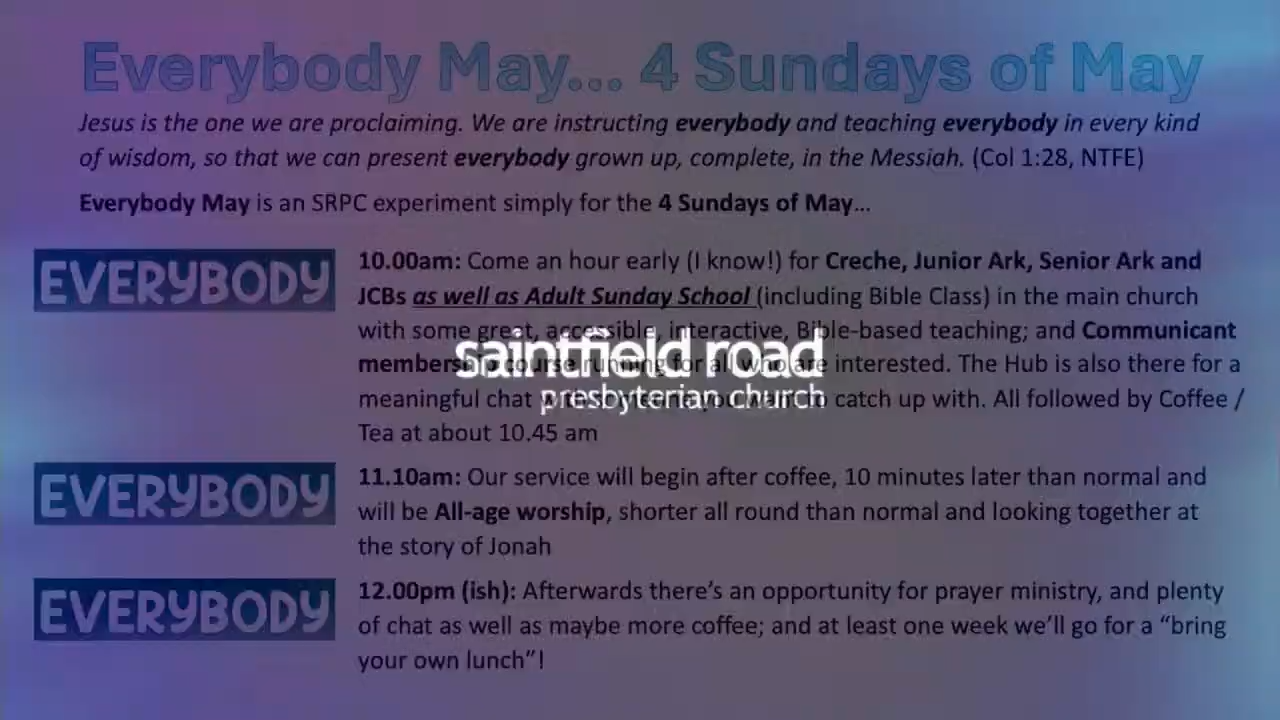 Everybody May... 4 Sundays of May
Jesus is the one we are proclaiming. We are instructing everybody and teaching everybody in every kind
of wisdom, so that we can present everybody grown up, complete, in the Messiah. (Col 1:28, NTFE)
Everybody May is an SRPC experiment simply for the 4 Sundays of May...
EVERYBODY
10.00am: Come an hour early (I know!) for Creche, Junior Ark, Senior Ark and
JCBs as well as Adult Sunday School (including Bible Class) in the main church
with some great, accessible, interactive, Bible-based teaching; and Communicant
membership course running for all who are interested. The Hub is also there for a
meaningful chat you to catch up with. All followed by Coffee /
Tea at about 10.45 am
saintfield road
presbyterian church
EVERYBODY
11.10am: Our service will begin after coffee, 10 minutes later than normal and
will be All-age worship, shorter all round than normal and looking together at
the story of Jonah
EVERYBODY
12.00pm (ish): Afterwards there's an opportunity for prayer ministry, and plenty
of chat as well as maybe more coffee; and at least one week we'll go for a "bring
your own lunch"!